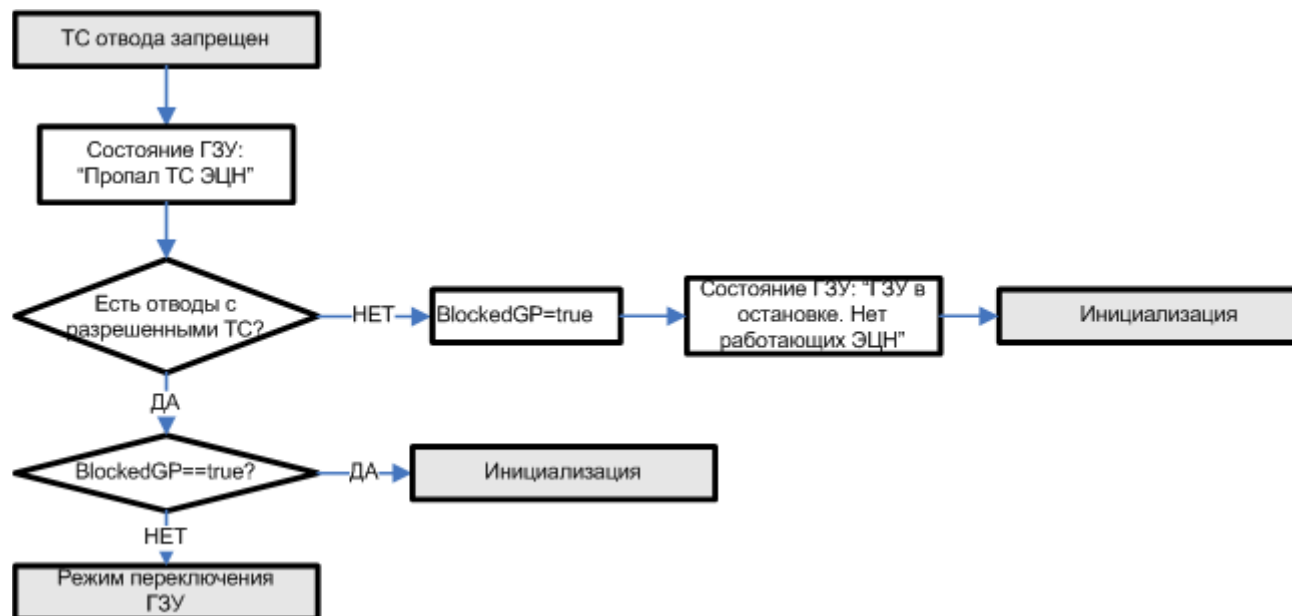 ТС отвода запрещен
Состояние ГЗУ:
“Пропал ТС ЭЦН”
Есть отводы с
разрешенными ТС?
НЕТ
BlockedGP=true
Состояние ГЗУ: “ГЗУ в
остановке. Нет
работающих ЭЦН”
Инициализация
ДА
BlockedGP==true?
ДА
Инициализация
НЕТ
Режим переключения
ГЗУ